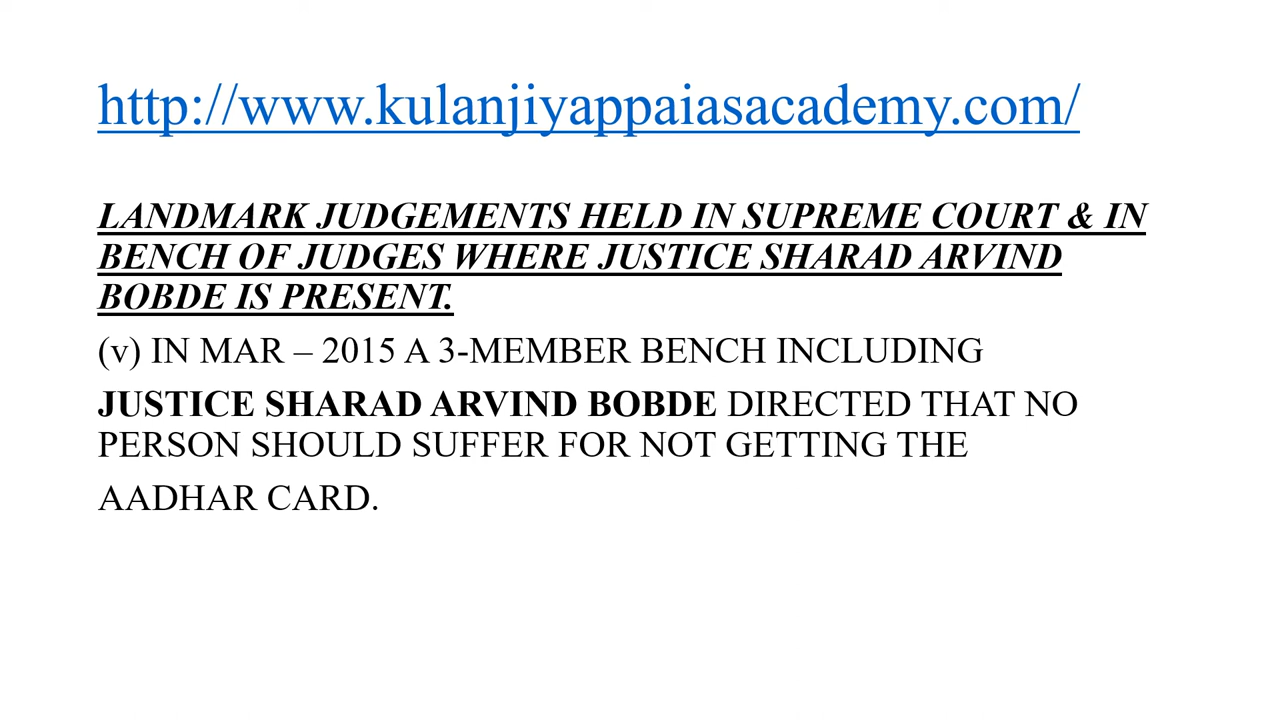 http://www.kulanjiyappaiasacademy.com/
LANDMARK JUDGEMENTS HELD IN SUPREME COURT & IN
BENCH OF JUDGES WHERE JUSTICE SHARAD ARVIND
BOBDE IS PRESENT.
(v) IN MAR – 2015 A 3-MEMBER BENCH INCLUDING
JUSTICE SHARAD ARVIND BOBDE DIRECTED THAT NO
PERSON SHOULD SUFFER FOR NOT GETTING THE
AADHAR CARD.